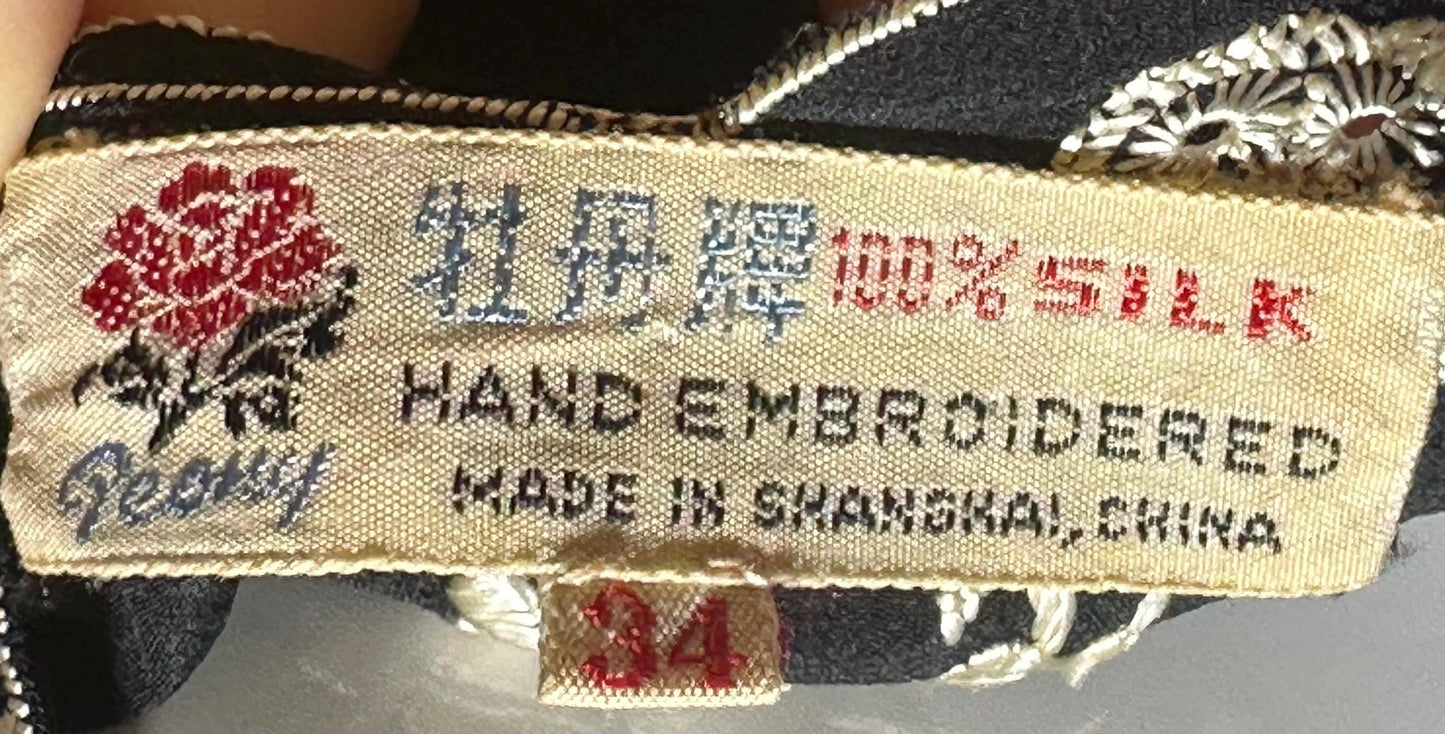 牡丹牌 100% SILK
HAND EMBROIDERED
MADE IN SHANGHAI, CHINA
Peony
34